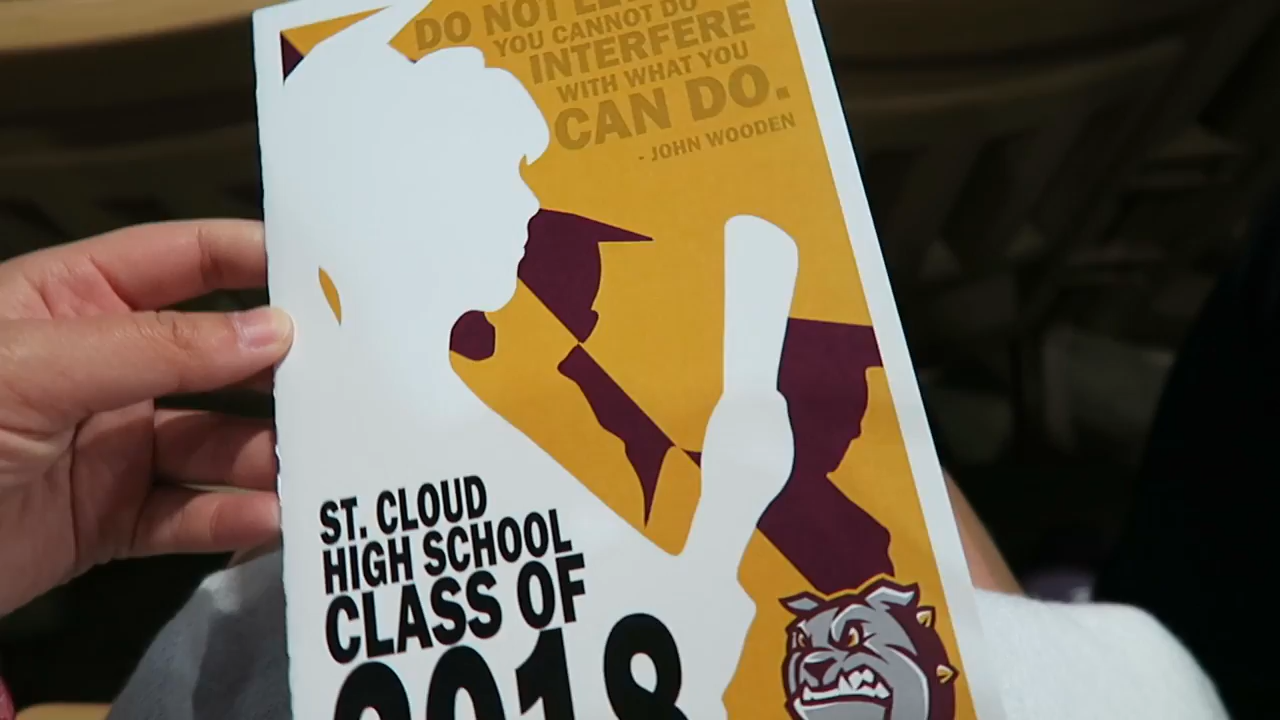 DO NOT
YOU CANNOT DO
INTERFERE
WITH WHAT YOU
CAN DO.
- JOHN WOODEN
ST. CLOUD
HIGH SCHOOL
CLASS OF
2018